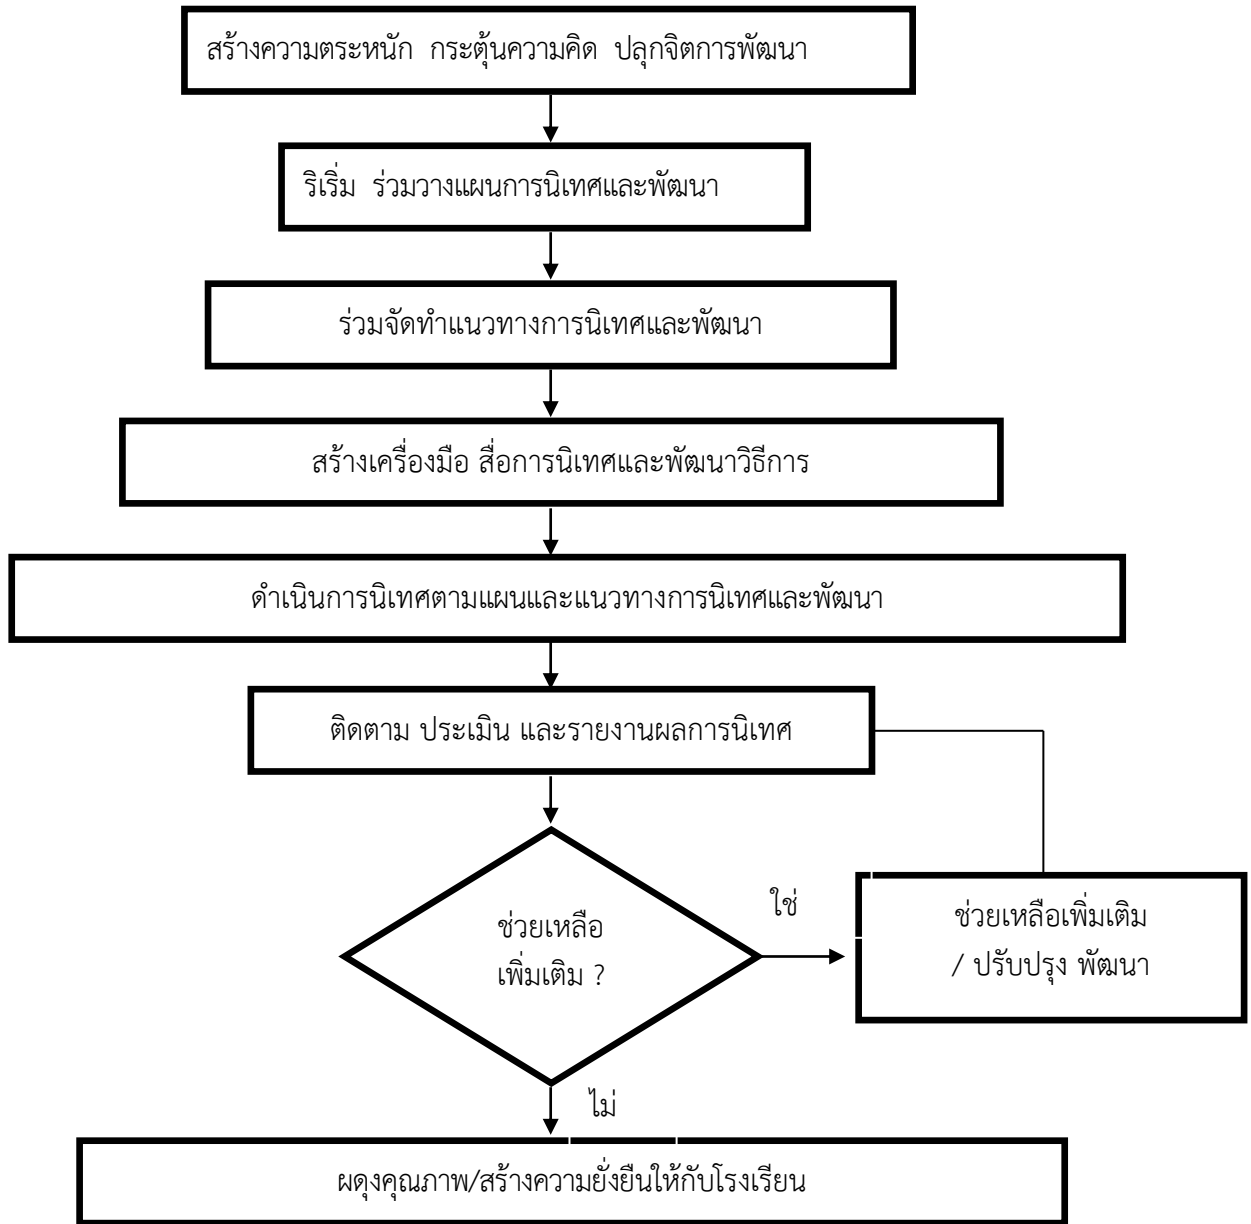 สร้างความตระหนัก กระตุ้นความคิด ปลุกจิตการพัฒนา
ริเริ่ม ร่วมวางแผนการนิเทศและพัฒนา
ร่วมจัดทำแนวทางการนิเทศและพัฒนา
สร้างเครื่องมือ สื่อการนิเทศและพัฒนาวิธีการ
ดำเนินการนิเทศตามแผนและแนวทางการนิเทศและพัฒนา
ติดตาม ประเมิน และรายงานผลการนิเทศ
ช่วยเหลือ
เพิ่มเติม ?
ใช่
ช่วยเหลือเพิ่มเติม
/ ปรับปรุง พัฒนา
ไม่
ผดุงคุณภาพ/สร้างความยั่งยืนให้กับโรงเรียน